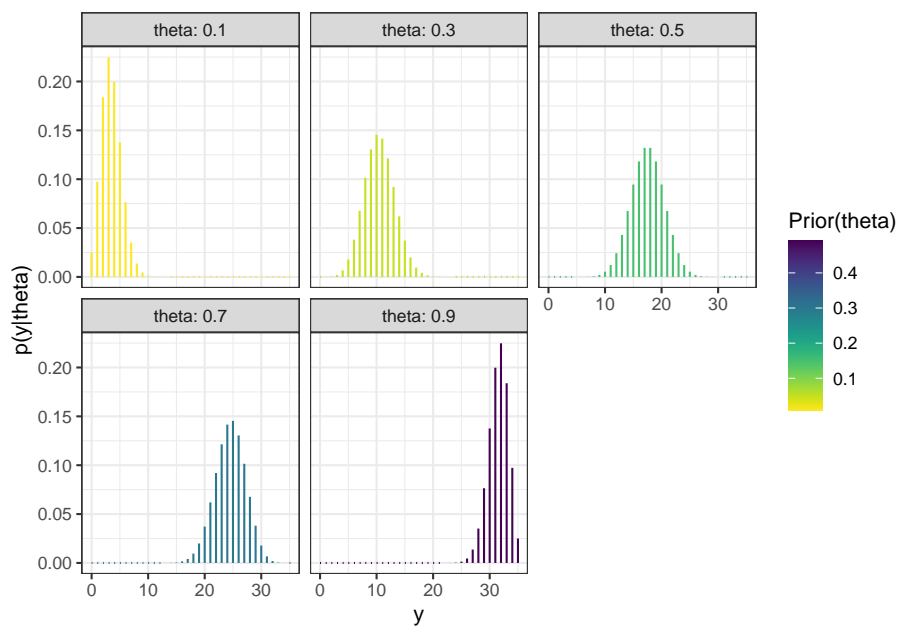 theta: 0.1
theta: 0.3
theta: 0.5
0.20
0.15
0.10
0.05
0.00
0 10 20 30
theta: 0.7
theta: 0.9
0.20
0.15
0.10
0.05
0.00
0 10 20 30
0 10 20 30
y
p(y|theta)
Prior(theta)
0.4
0.3
0.2
0.1